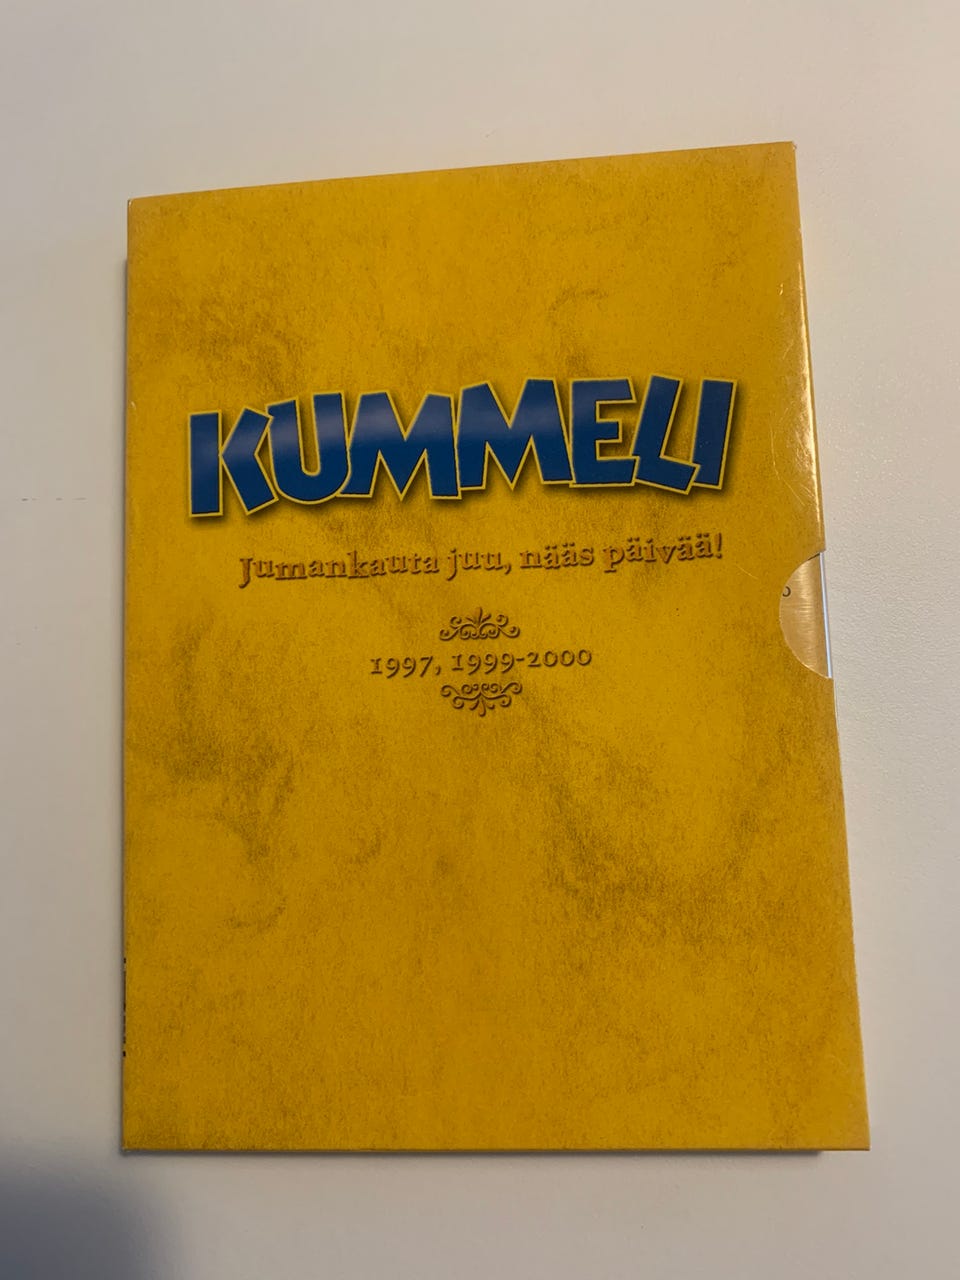 KUMMELI
Jumankauta juu, nääs päivää!
1997, 1999-2000